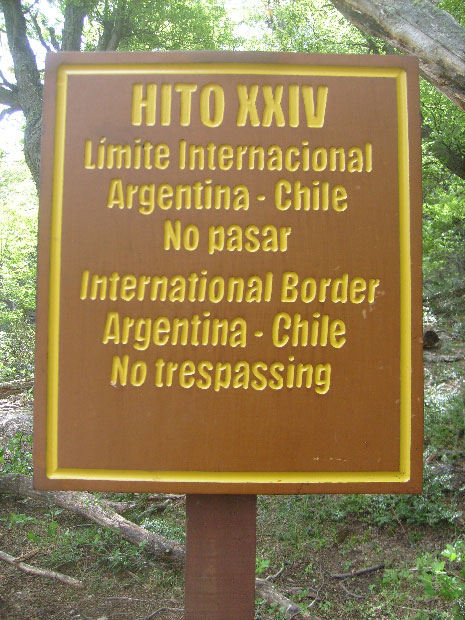 HITO XXIV
Límite Internacional
Argentina - Chile
No pasar
International Border
Argentina - Chile
No trespassing